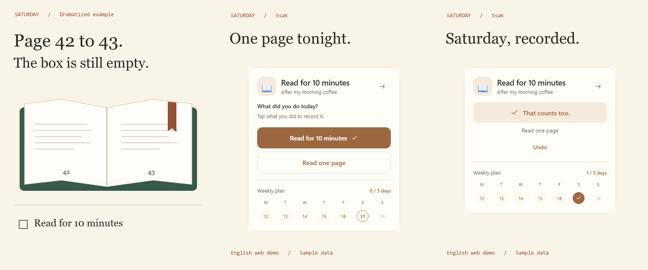 SATURDAY / Dramatized example
Page 42 to 43.
The box is still empty.
42
43
Read for 10 minutes
SATURDAY / Ssam
One page tonight.
Read for 10 minutes
After my morning coffee
What did you do today?
Tap what you did to record it.
Read for 10 minutes
Read one page
Weekly plan 0 / 5 days
M T W T F S S
12 13 14 15 16 17 18
English web demo / Sample data
SATURDAY / Ssam
Saturday, recorded.
Read for 10 minutes
After my morning coffee
That counts too.
Read one page
Undo
Weekly plan 1 / 5 days
M T W T F S S
12 13 14 15 16 18
English web demo / Sample data